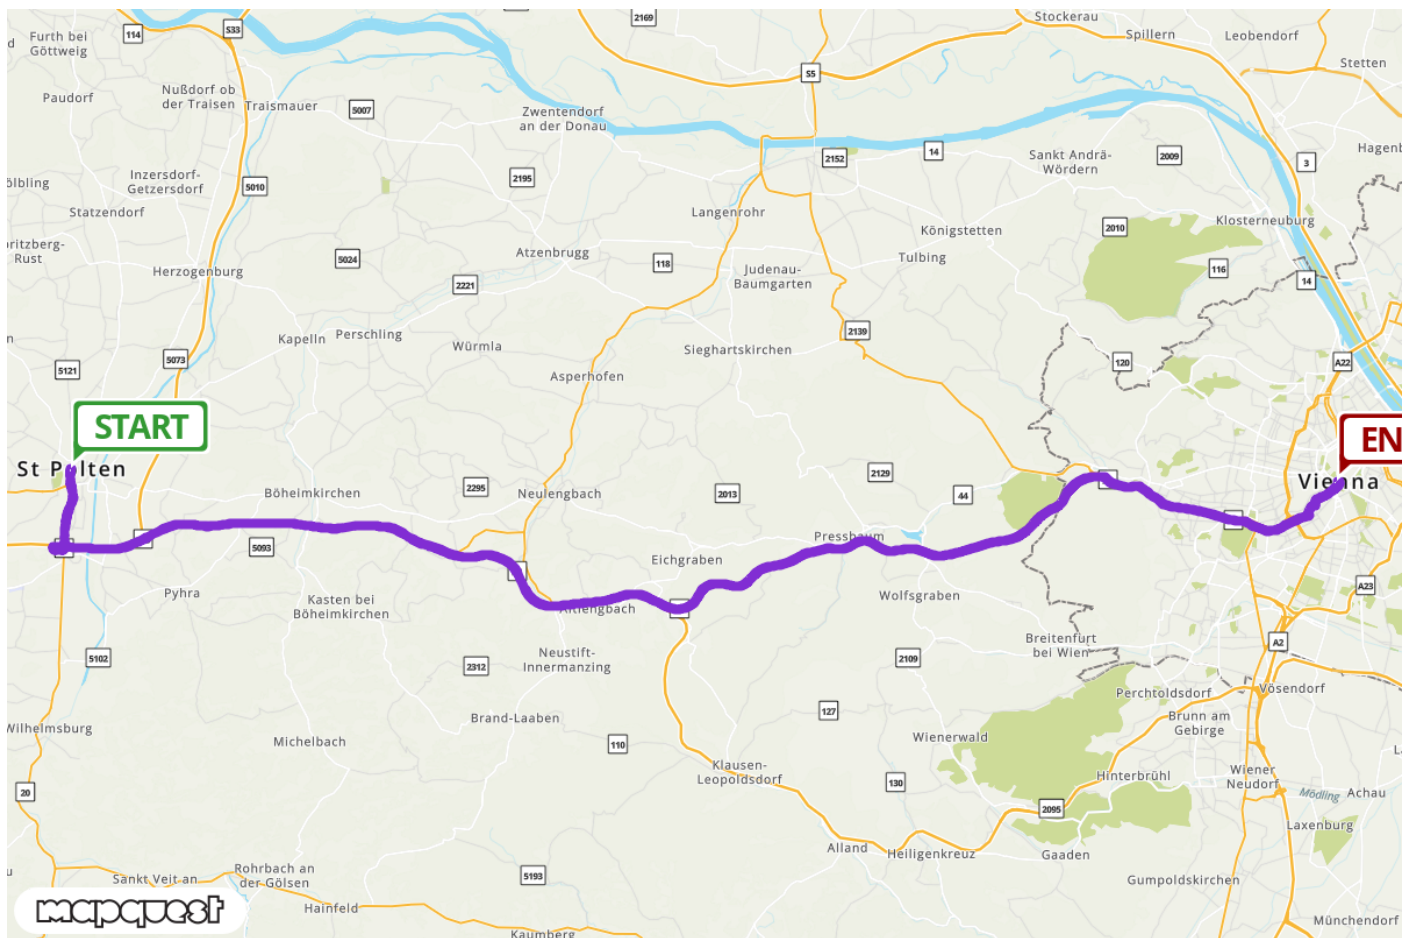 Stockerau
2169
S33
114
Furth bei
Göttweig
Spillern
Leobendorf
Stetten
S5
Nußdorf ob
der Traisen
Traismauer
Paudorf
5007
Zwentendorf
an der Donau
2152
14
Sankt Andrä-
Wördern
2009
3
Inzersdorf-
Getzersdorf
5010
2195
Statzendorf
Langenrohr
Königstetten
2010
Klosterneuburg
Rust
Herzogenburg
5024
Atzenbrugg
118
Judenau-
Baumgarten
Tulbing
116
14
2221
Kapelln
Perschling
Würmla
2139
Sieghartskirchen
120
A22
5121
5073
Asperhofen
START
St P lten
Böheimkirchen
2295
Neulengbach
2013
2129
44
Vienna
5093
Pressbaum
Eichgraben
Pyhra
Kasten bei
Böheimkirchen
Altlengbach
Wolfsgraben
A23
5102
2312
Neustift-
Innermanzing
2109
Breitenfurt
bei Wien
A2
Perchtoldsdorf
Vösendorf
Wilhelmsburg
Michelbach
Brand-Laaben
110
127
Wienerwald
Brunn am
Gebirge
20
Klausen-
Leopoldsdorf
130
2095
Hinterbrühl
Wiener
Neudorf
Mödling
Achau
Laxenburg
Alland
Heiligenkreuz
Gaaden
Sankt Veit an
Rohrbach an
der Gölsen
5193
Gumpoldskirchen
Hainfeld
Kaumberg
Münchendorf
mapquest